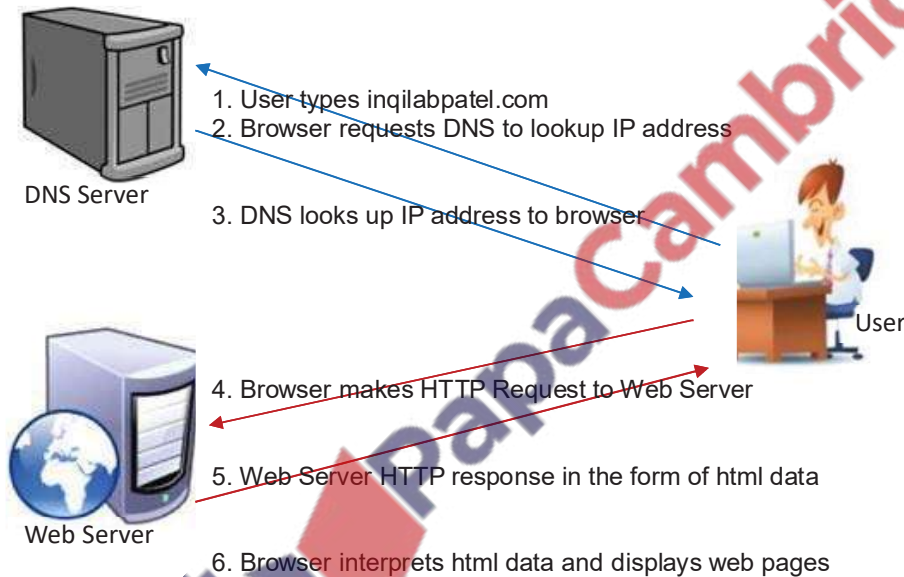 1. User types inqilabpatel.com
2. Browser requests DNS to lookup IP address
DNS Server
3. DNS looks up IP address to browser
User
4. Browser makes HTTP Request to Web Server
5. Web Server HTTP response in the form of html data
Web Server
6. Browser interprets html data and displays web pages
PapaCambri